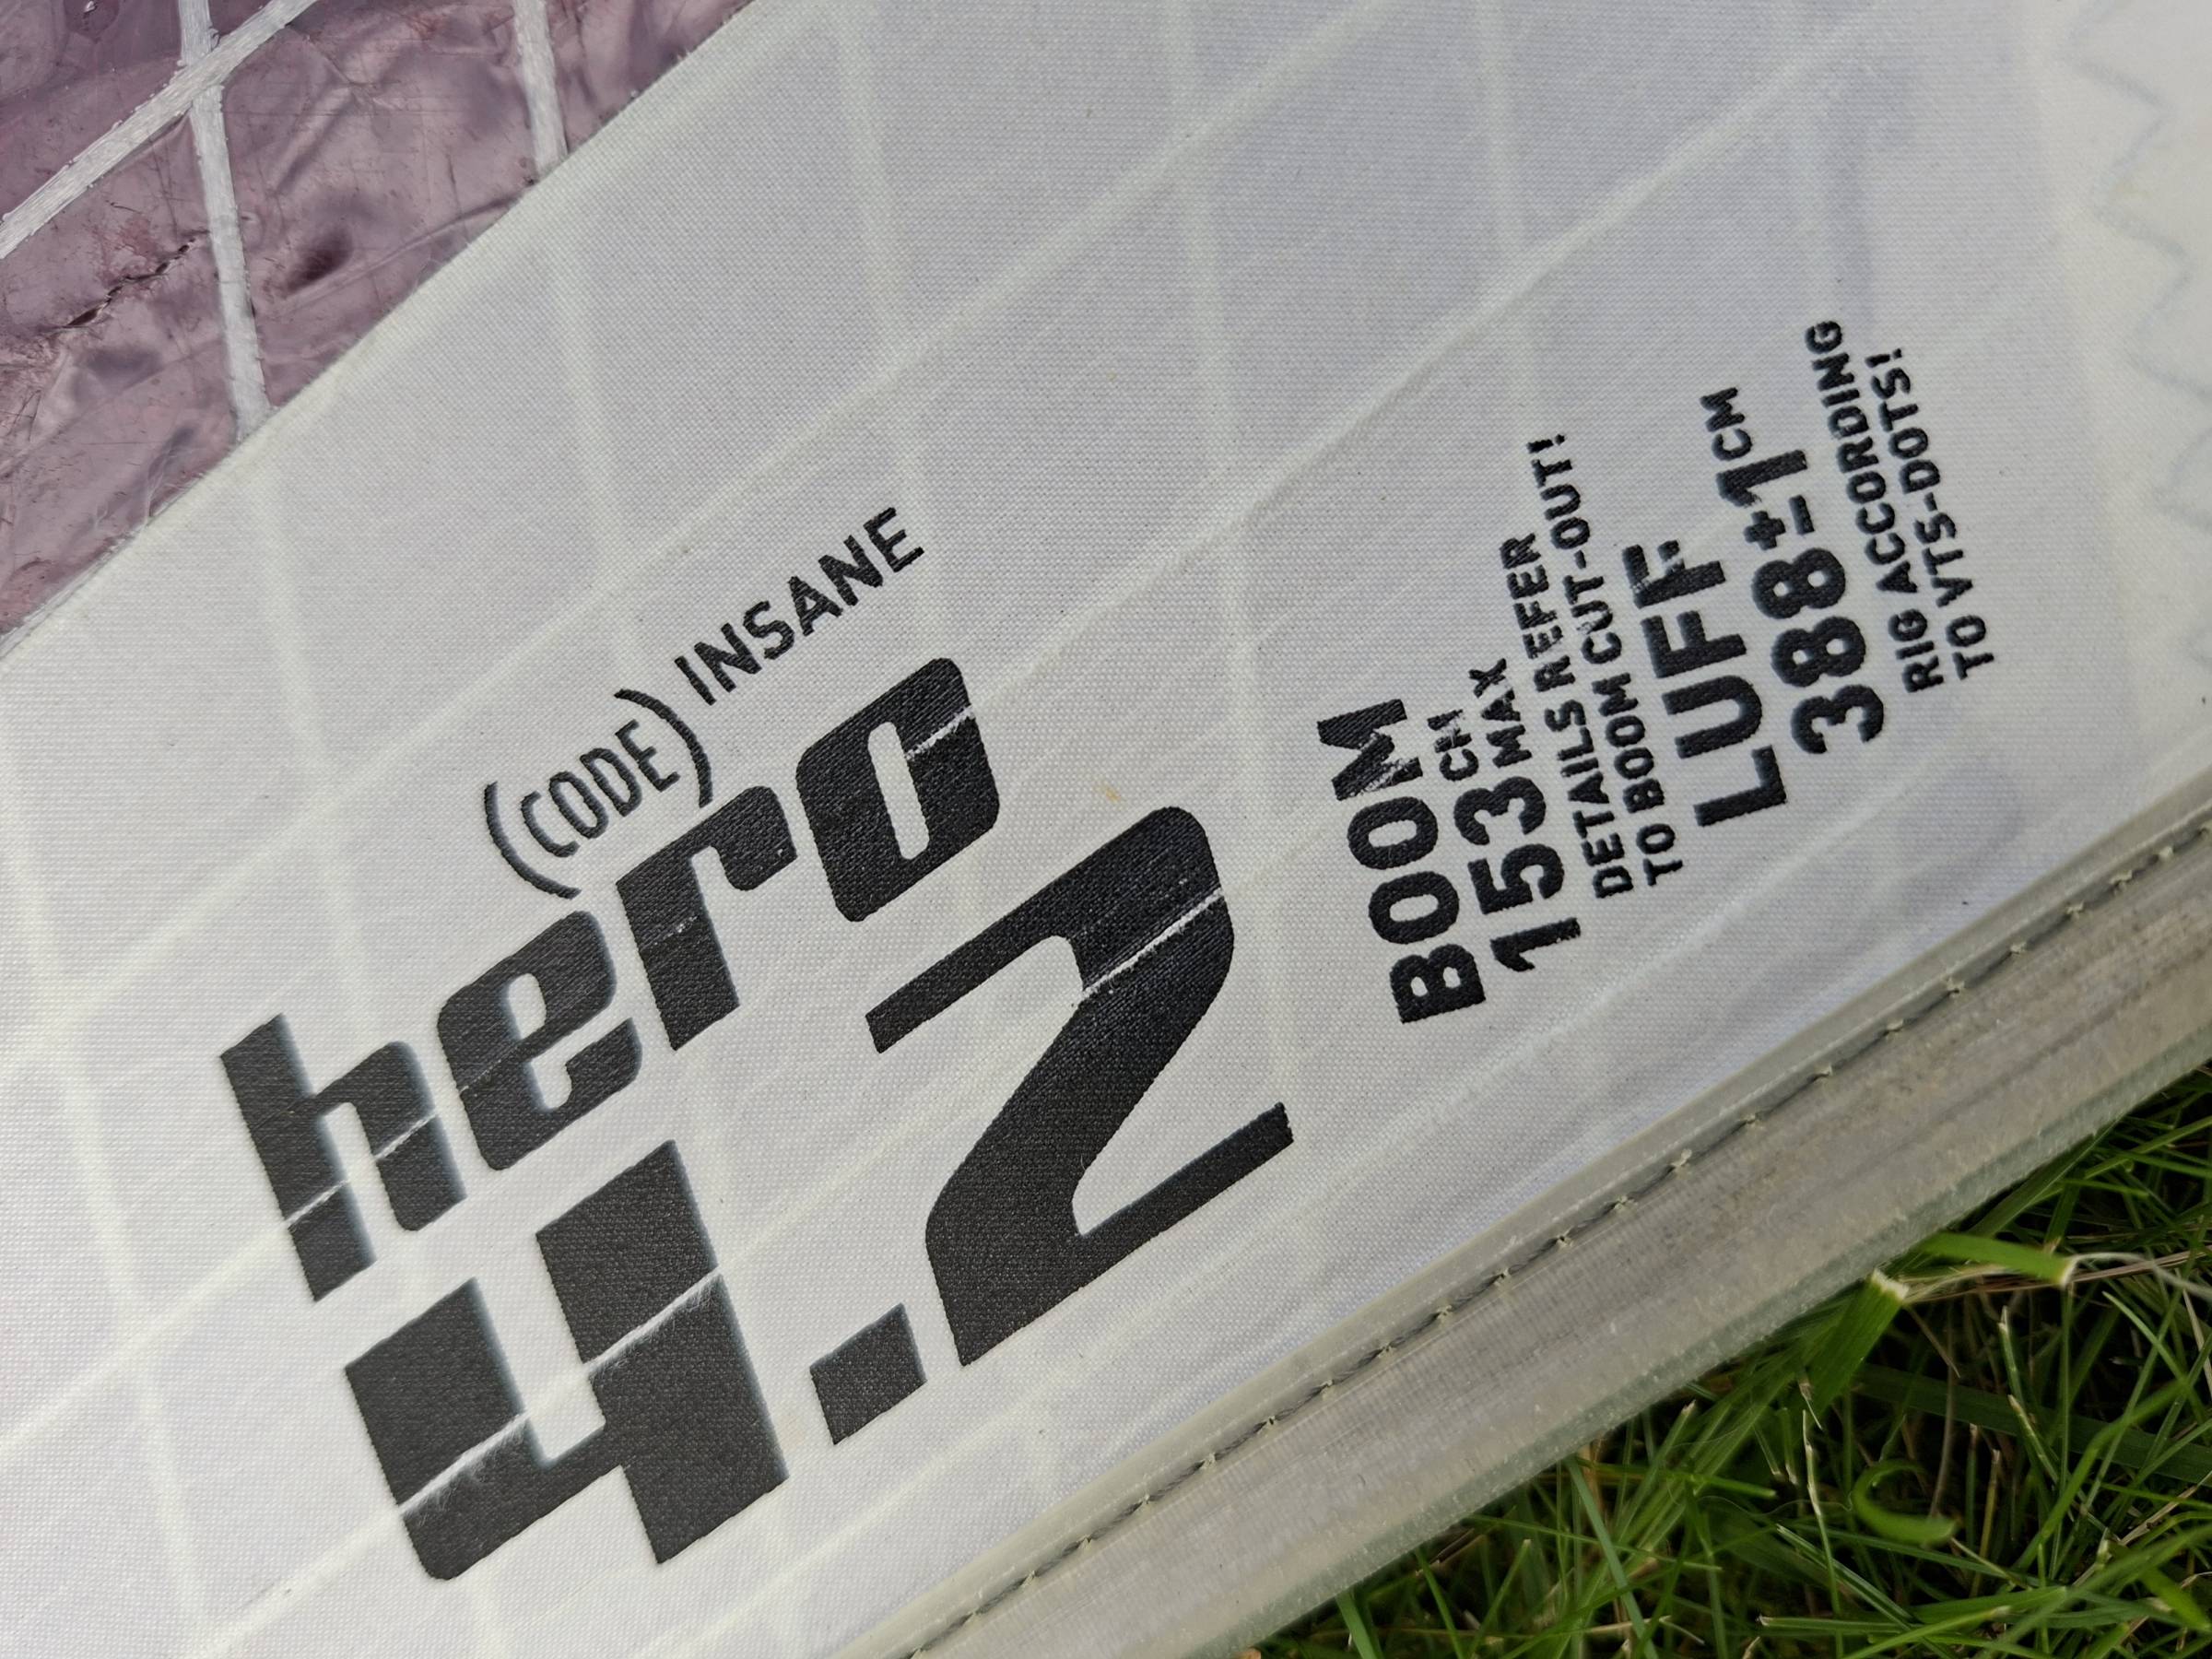 (CODE) INSANE
hero
4.2
BOOM
153 CM MAX
DETAILS REFER
TO BOOM CUT-OUT!
LUFF
388±1CM
RIG ACCORDING
TO VTS-DOTS!